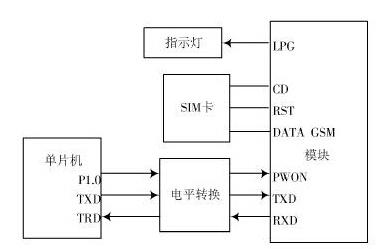 指示灯
LPG
SIM卡
CD
RST
DATA GSM
模块
单片机
P1.0
TXD
TRD
电平转换
PWON
TXD
RXD